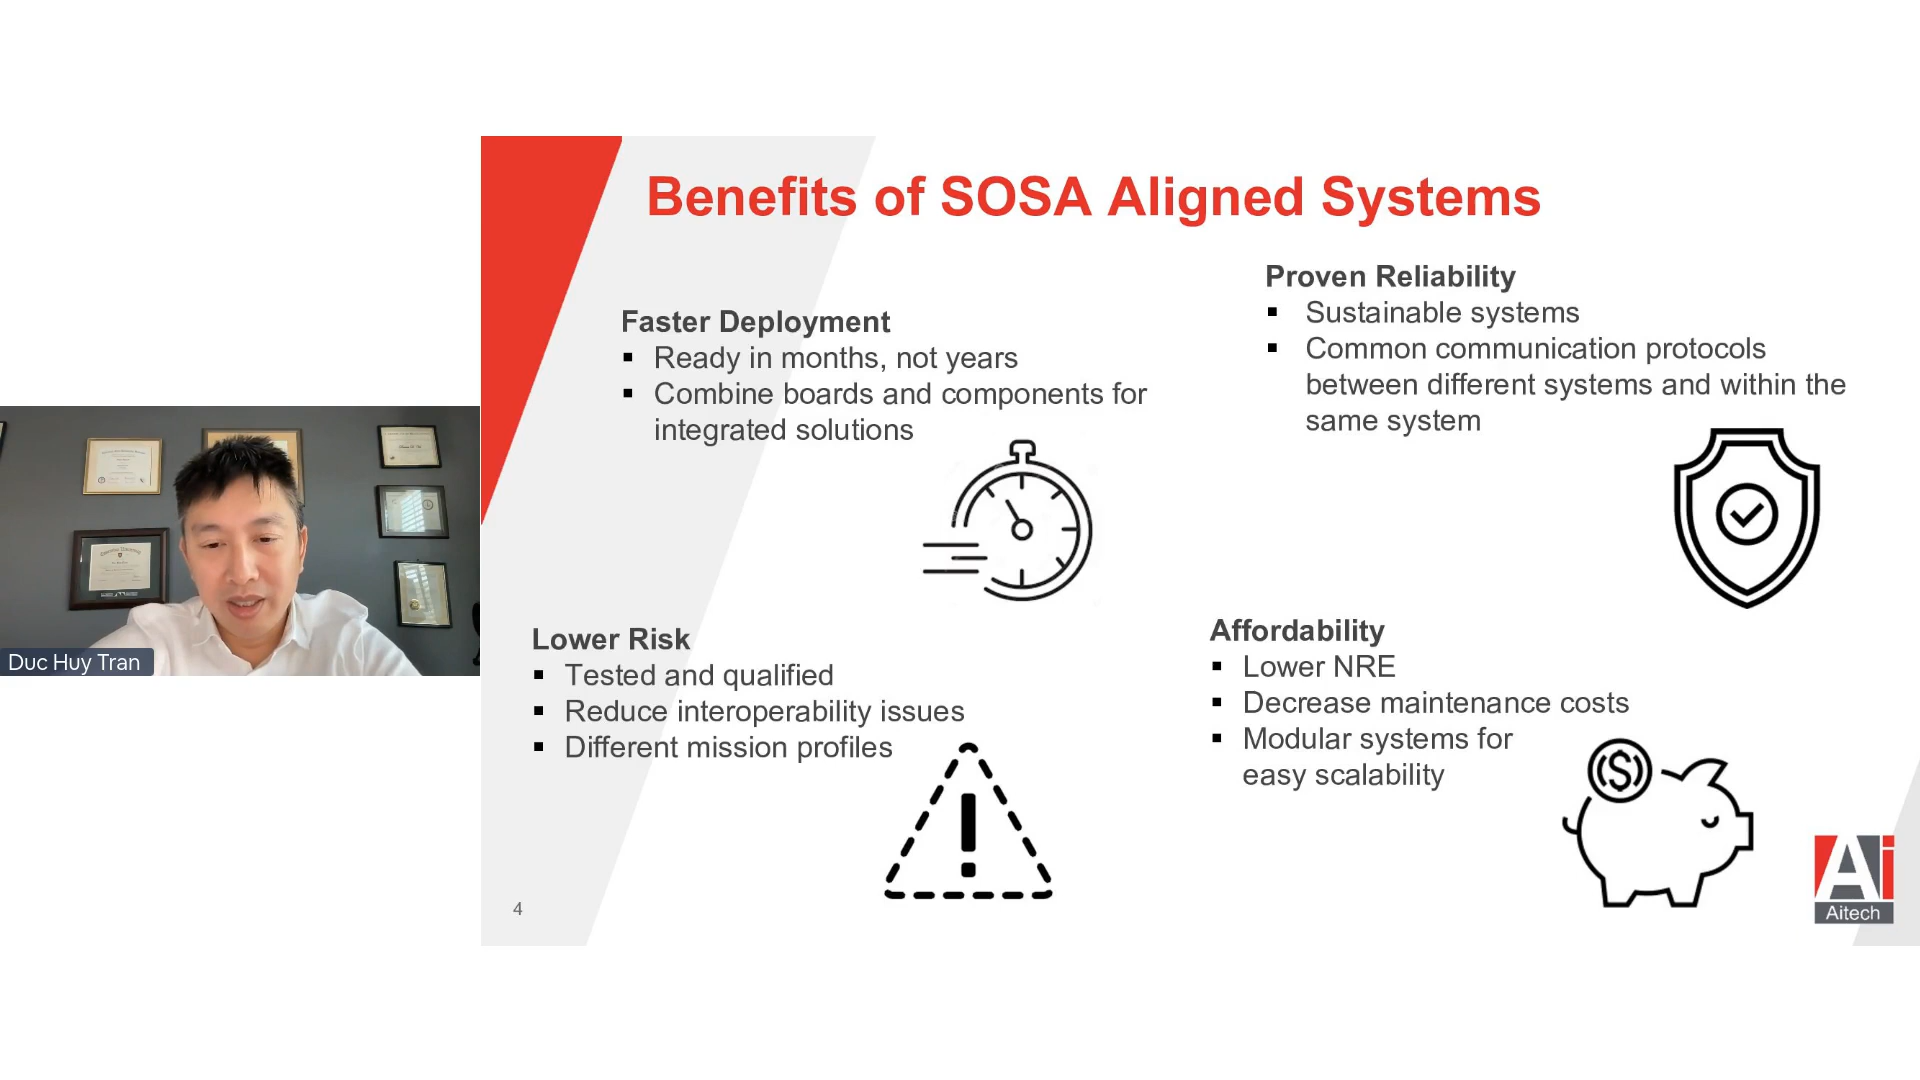 Benefits of SOSA Aligned Systems
Faster Deployment
▪ Ready in months, not years
▪ Combine boards and components for
integrated solutions
Proven Reliability
▪ Sustainable systems
▪ Common communication protocols
between different systems and within the
same system
Lower Risk
▪ Tested and qualified
▪ Reduce interoperability issues
▪ Different mission profiles
Affordability
▪ Lower NRE
▪ Decrease maintenance costs
▪ Modular systems for
easy scalability
Duc Huy Tran
4
Ai
Aitech